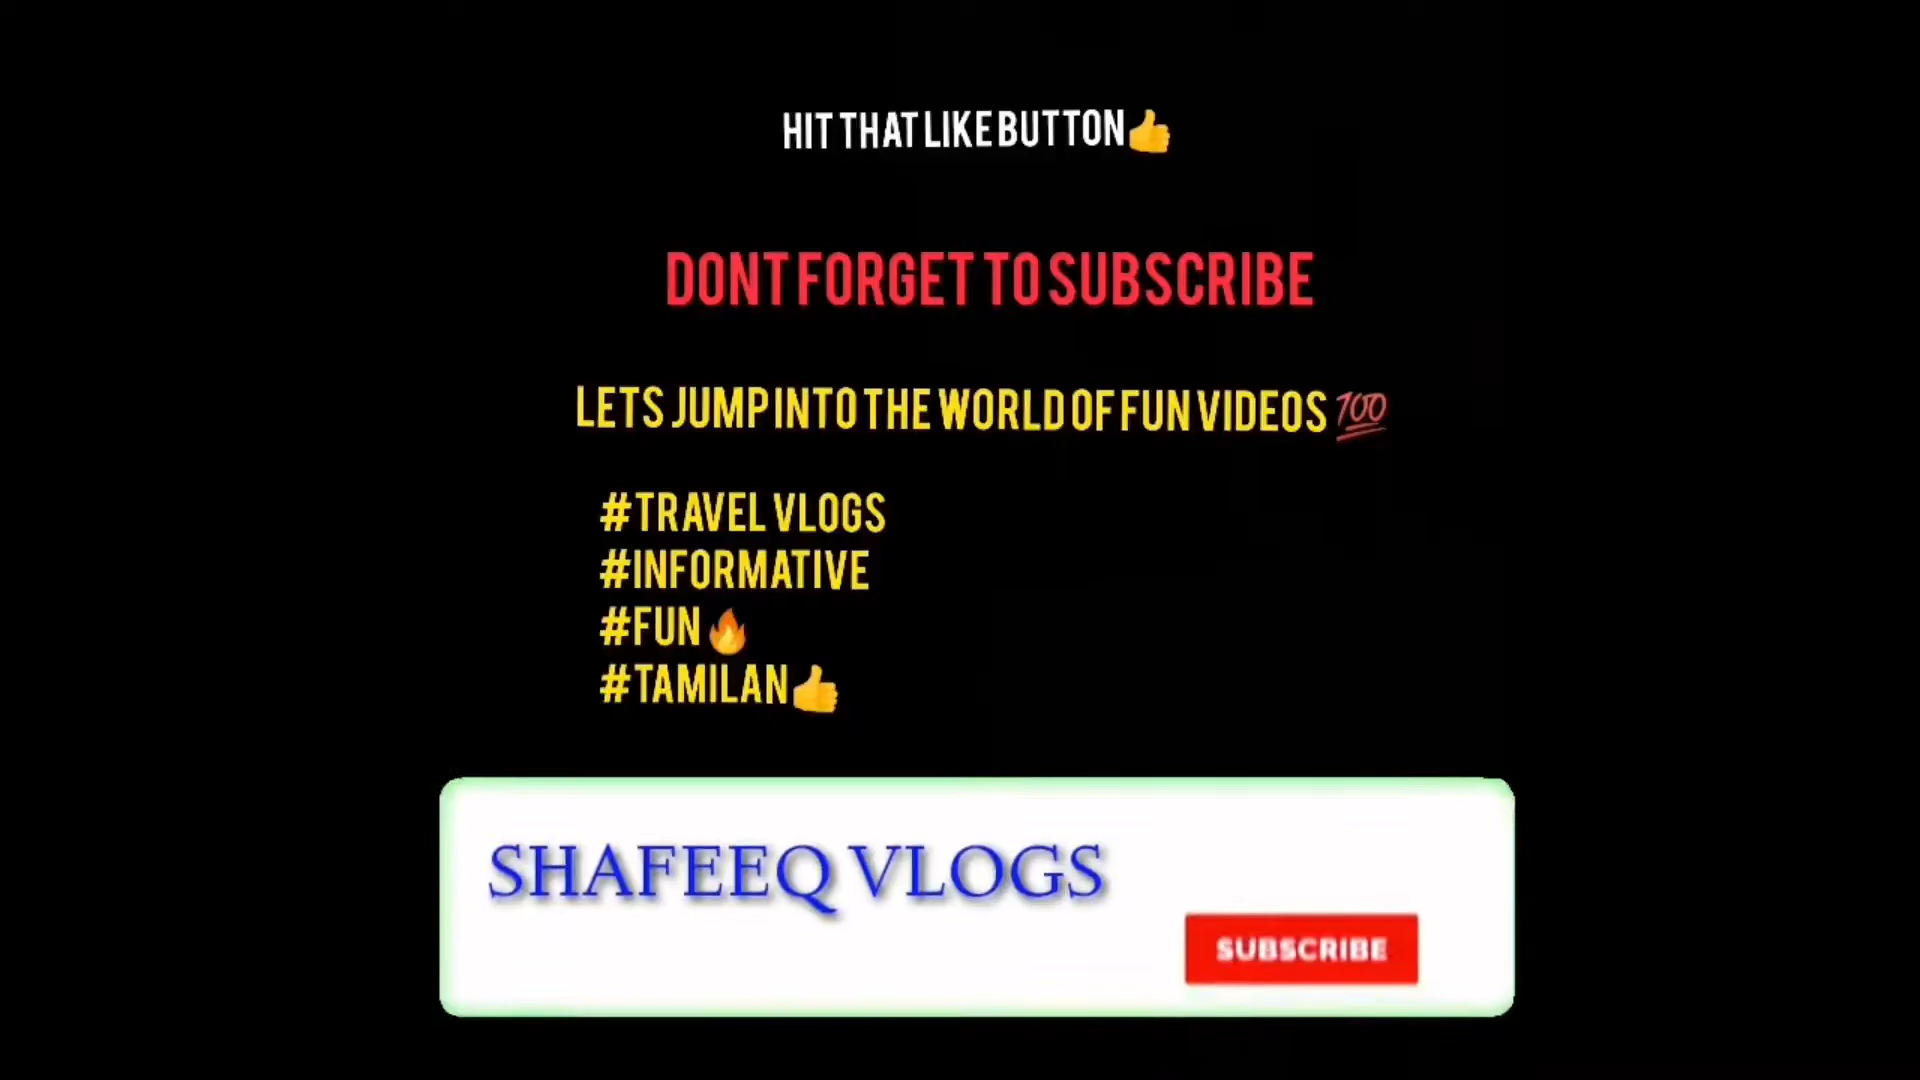 HIT THAT LIKE BUTTON👍
DONT FORGET TO SUBSCRIBE
LETS JUMP INTO THE WORLD OF FUN VIDEOS 💯
#TRAVEL VLOGS
#INFORMATIVE
#FUN🔥
#TAMILAN👍
SHAFEEQ VLOGS
SUBSCRIBE